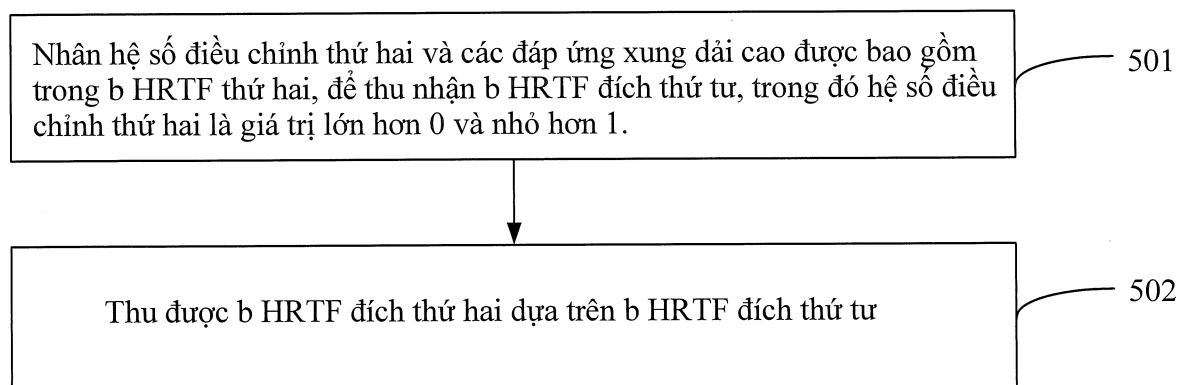 Nhân hệ số điều chỉnh thứ hai và các đáp ứng xung dải cao được bao gồm
trong b HRTF thứ hai, để thu nhận b HRTF đích thứ tư, trong đó hệ số điều
chỉnh thứ hai là giá trị lớn hơn 0 và nhỏ hơn 1.
501
Thu được b HRTF đích thứ hai dựa trên b HRTF đích thứ tư
502